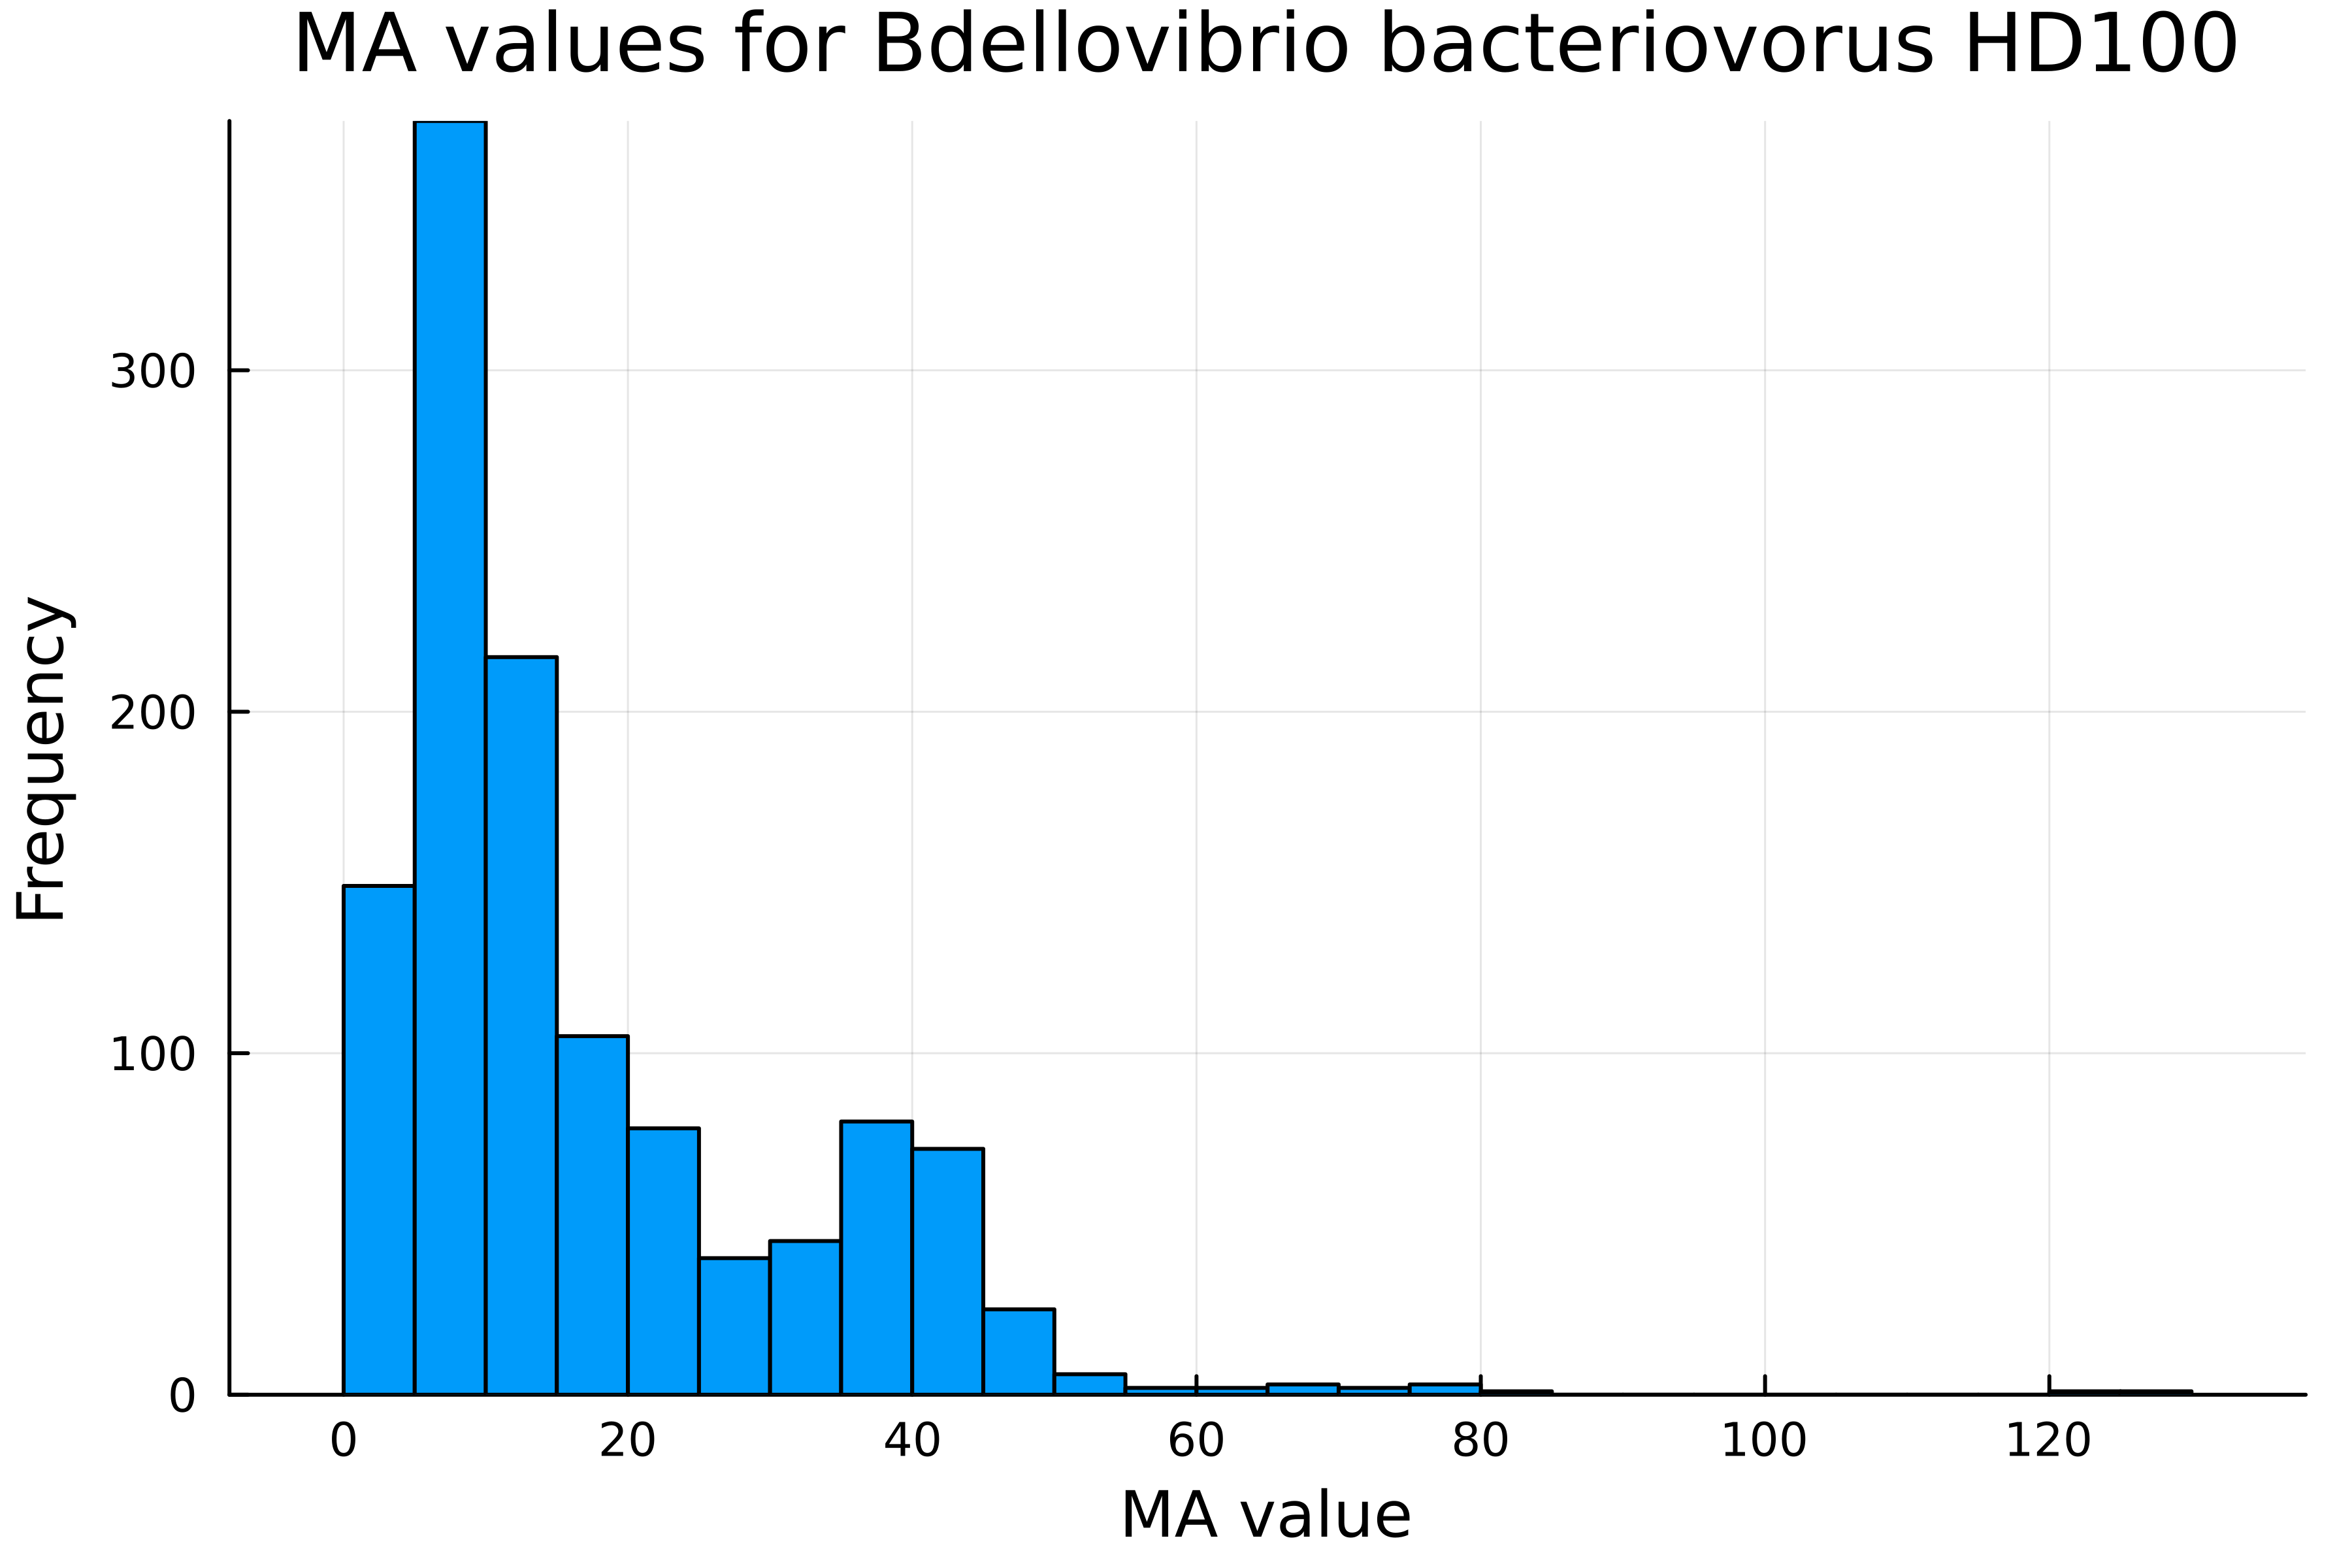 MA values for Bdellovibrio bacteriovorus HD100
Frequency
300
200
100
0
0 20 40 60 80 100 120
MA value